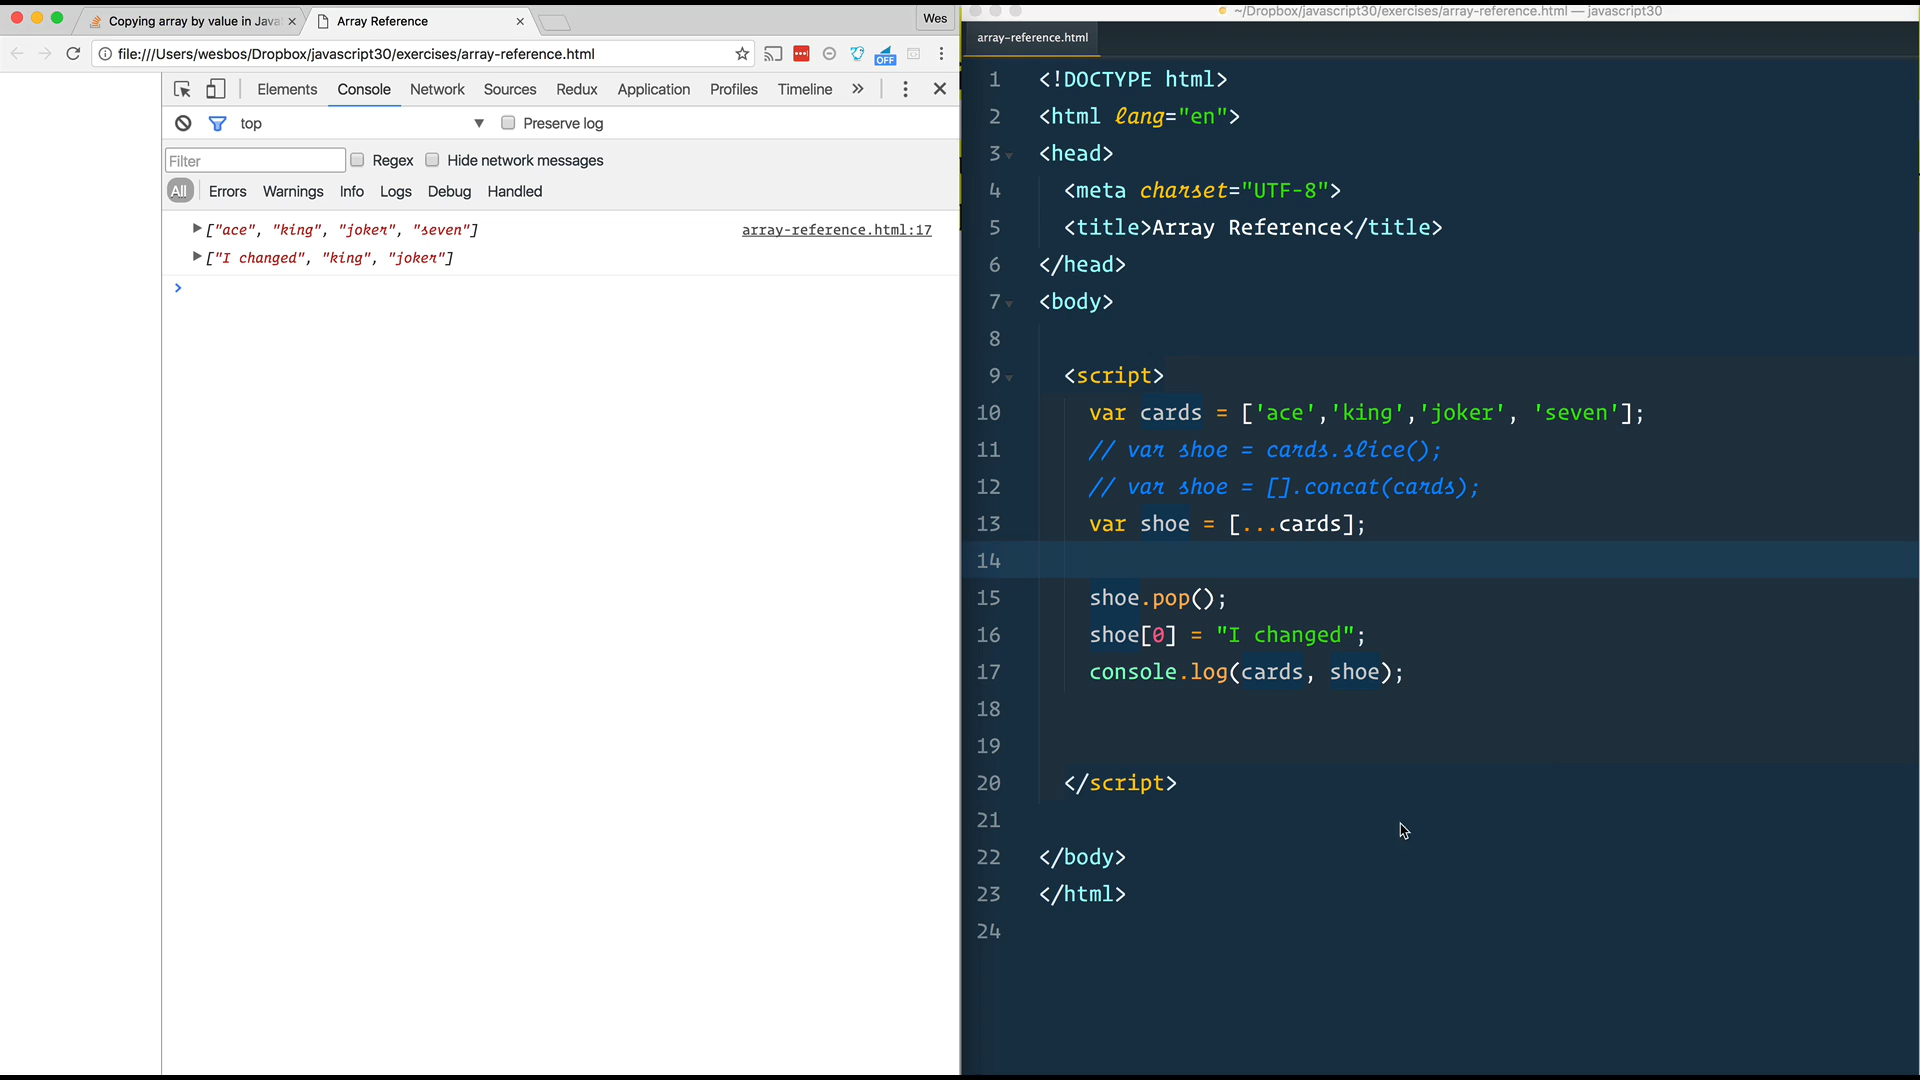 Copying array by value in Java
Array Reference
Wes
file:///Users/wesbos/Dropbox/javascript30/exercises/array-reference.html
OFF
Elements Console Network Sources Redux Application Profiles Timeline »
top
Preserve log
Filter
Regex
Hide network messages
All Errors Warnings Info Logs Debug Handled
["ace", "king", "joker", "seven"] array-reference.html:17
["I changed", "king", "joker"]
>
~/Dropbox/javascript30/exercises/array-reference.html — javascript30
array-reference.html
1 <!DOCTYPE html>
2 <html lang="en">
3 <head>
4 <meta charset="UTF-8">
5 <title>Array Reference</title>
6 </head>
7 <body>
8
9 <script>
10 var cards = ['ace','king','joker', 'seven'];
11 // var shoe = cards.slice();
12 // var shoe = [].concat(cards);
13 var shoe = [...cards];
14
15 shoe.pop();
16 shoe[0] = "I changed";
17 console.log(cards, shoe);
18
19
20 </script>
21
22 </body>
23 </html>
24